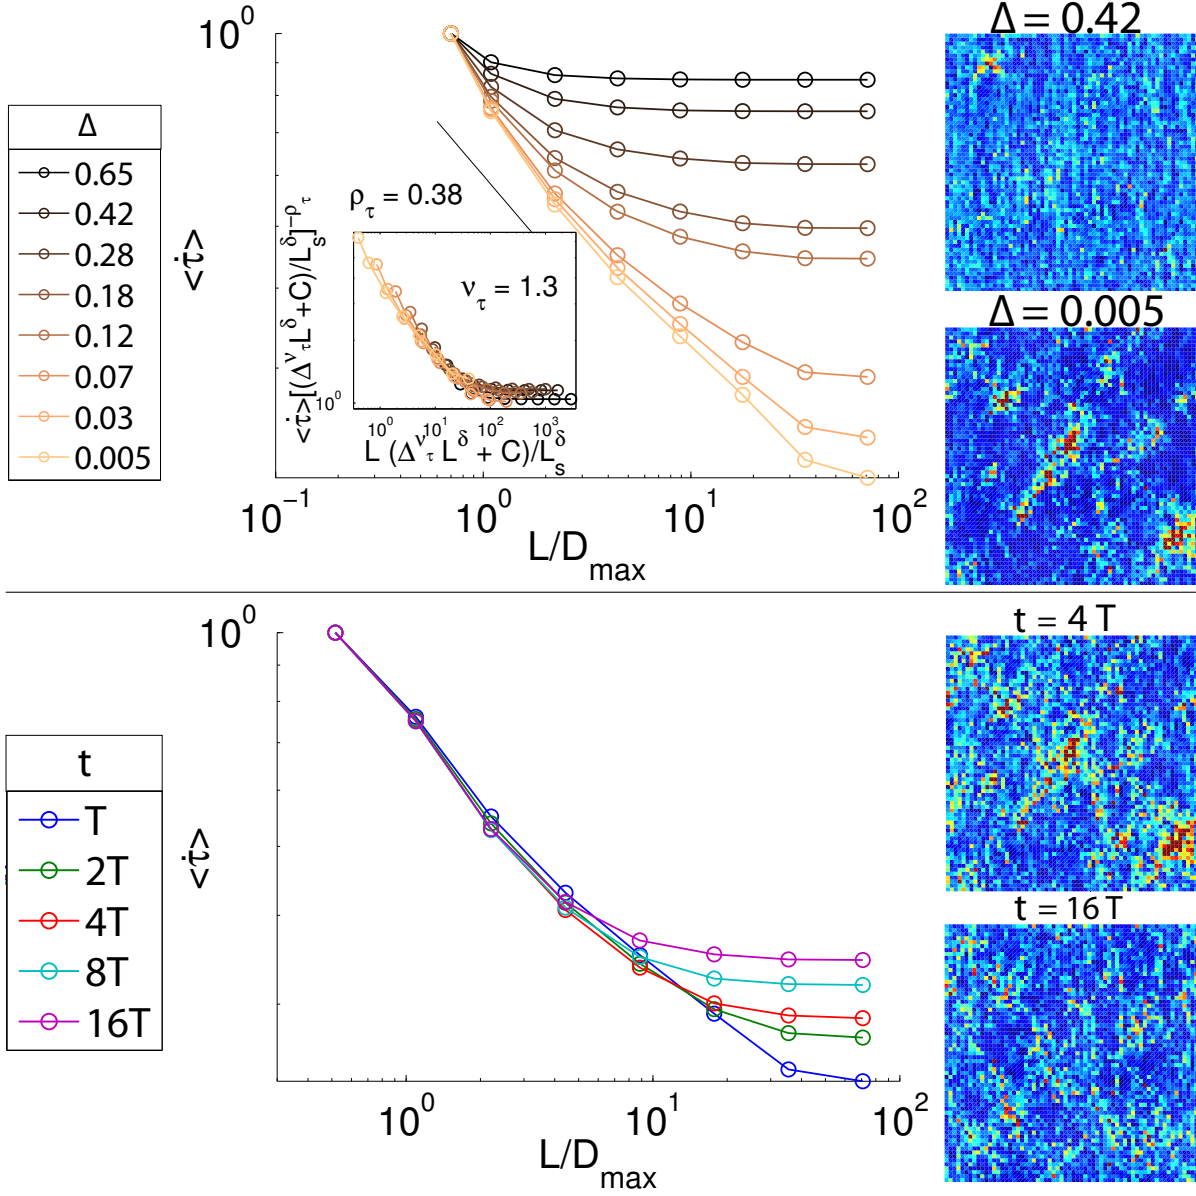 Δ
0.65
0.42
0.28
0.18
0.12
0.07
0.03
0.005
10^0
<τ̇>
10^−1
10^0
10^1
10^2
L/D_max
ρ_τ = 0.38
ν_τ = 1.3
<τ̇>[(Δ^ν_τ L^δ +C)/L_s^δ]^−ρ_τ
10^0
10^0
10^1
10^2
10^3
L (Δ^ν_τ L^δ + C)/L_s^δ
Δ = 0.42
Δ = 0.005
t
T
2T
4T
8T
16T
10^0
<τ̇>
10^0
10^1
10^2
L/D_max
t = 4 T
t = 16 T